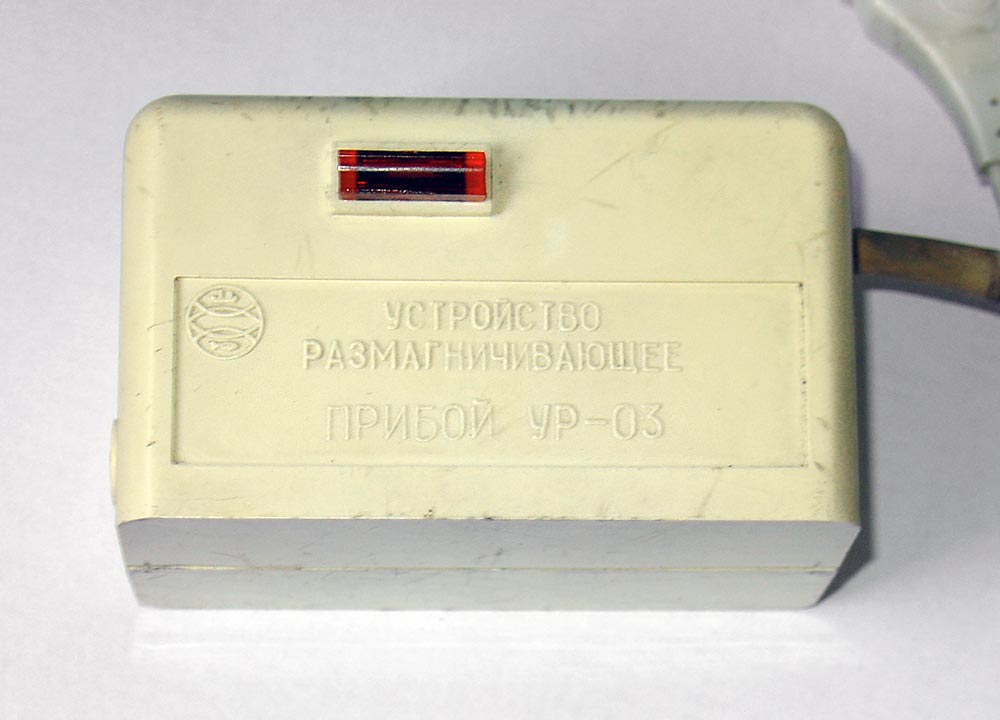 УСТРОЙСТВО
РАЗМАГНИЧИВАЮЩЕЕ
ПРИБОЙ УР-03